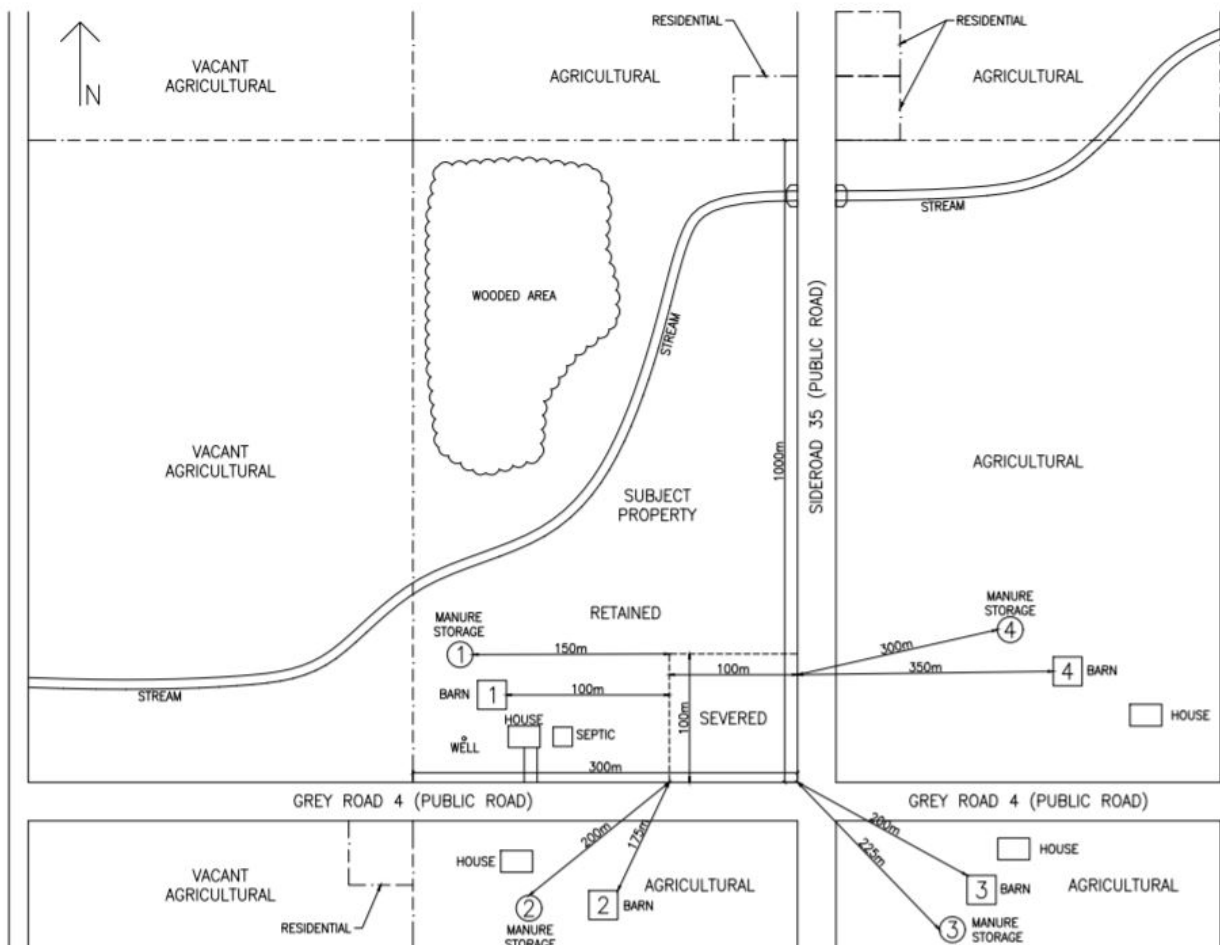 N
VACANT
AGRICULTURAL
RESIDENTIAL
AGRICULTURAL
RESIDENTIAL
AGRICULTURAL
STREAM
WOODED AREA
STREAM
SIDEROAD 35 (PUBLIC ROAD)
1000m
VACANT
AGRICULTURAL
AGRICULTURAL
SUBJECT
PROPERTY
RETAINED
MANURE
STORAGE
1
150m
MANURE
STORAGE
4
300m
STREAM
BARN
1
100m
100m
350m
4
BARN
100m
SEVERED
HOUSE
SEPTIC
WELL
HOUSE
300m
GREY ROAD 4 (PUBLIC ROAD)
GREY ROAD 4 (PUBLIC ROAD)
200m
175m
200m
225m
HOUSE
HOUSE
VACANT
AGRICULTURAL
RESIDENTIAL
2
MANURE
STORAGE
2
BARN
AGRICULTURAL
3
BARN
AGRICULTURAL
3
MANURE
STORAGE